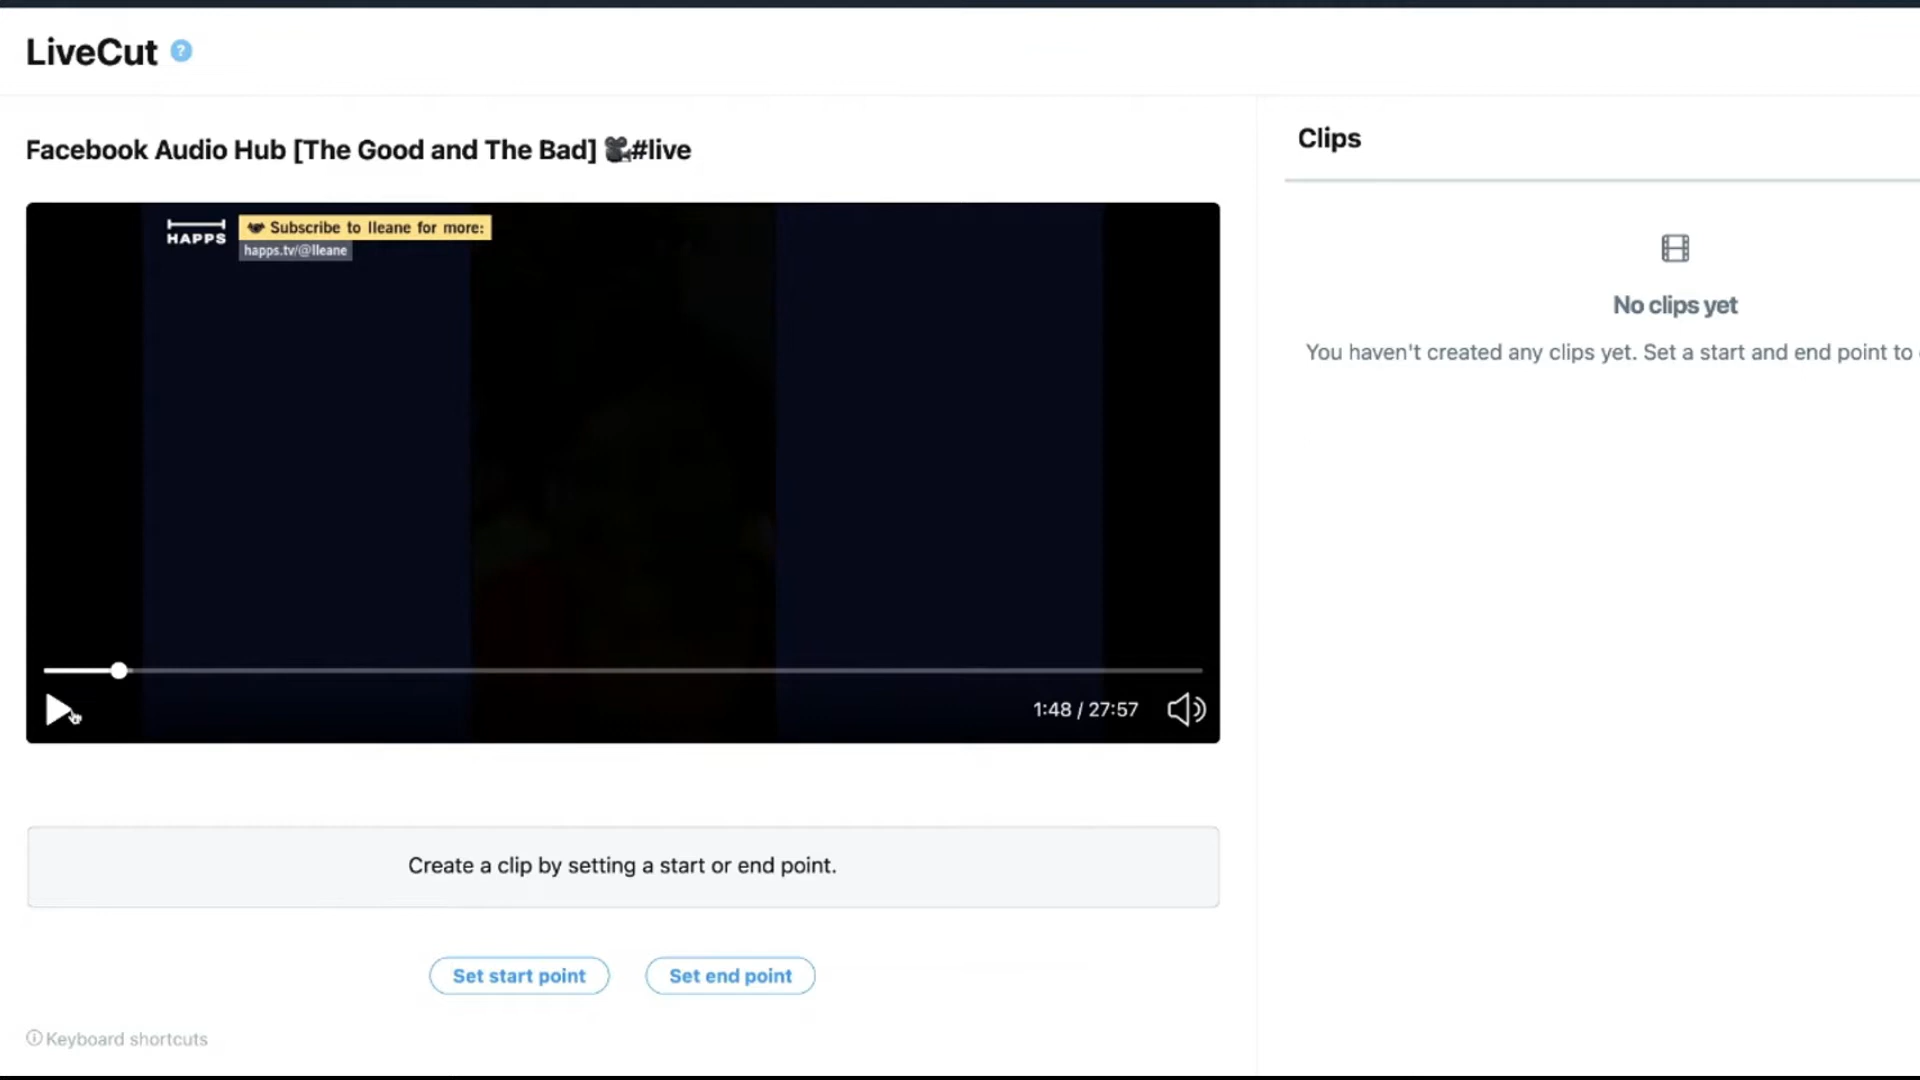 LiveCut ?
Facebook Audio Hub [The Good and The Bad] 🎥#live
HAPPS
Subscribe to Ileane for more:
happs.tv/@Ileane
1:48 / 27:57
Create a clip by setting a start or end point.
Set start point
Set end point
Keyboard shortcuts
Clips
No clips yet
You haven't created any clips yet. Set a start and end point to